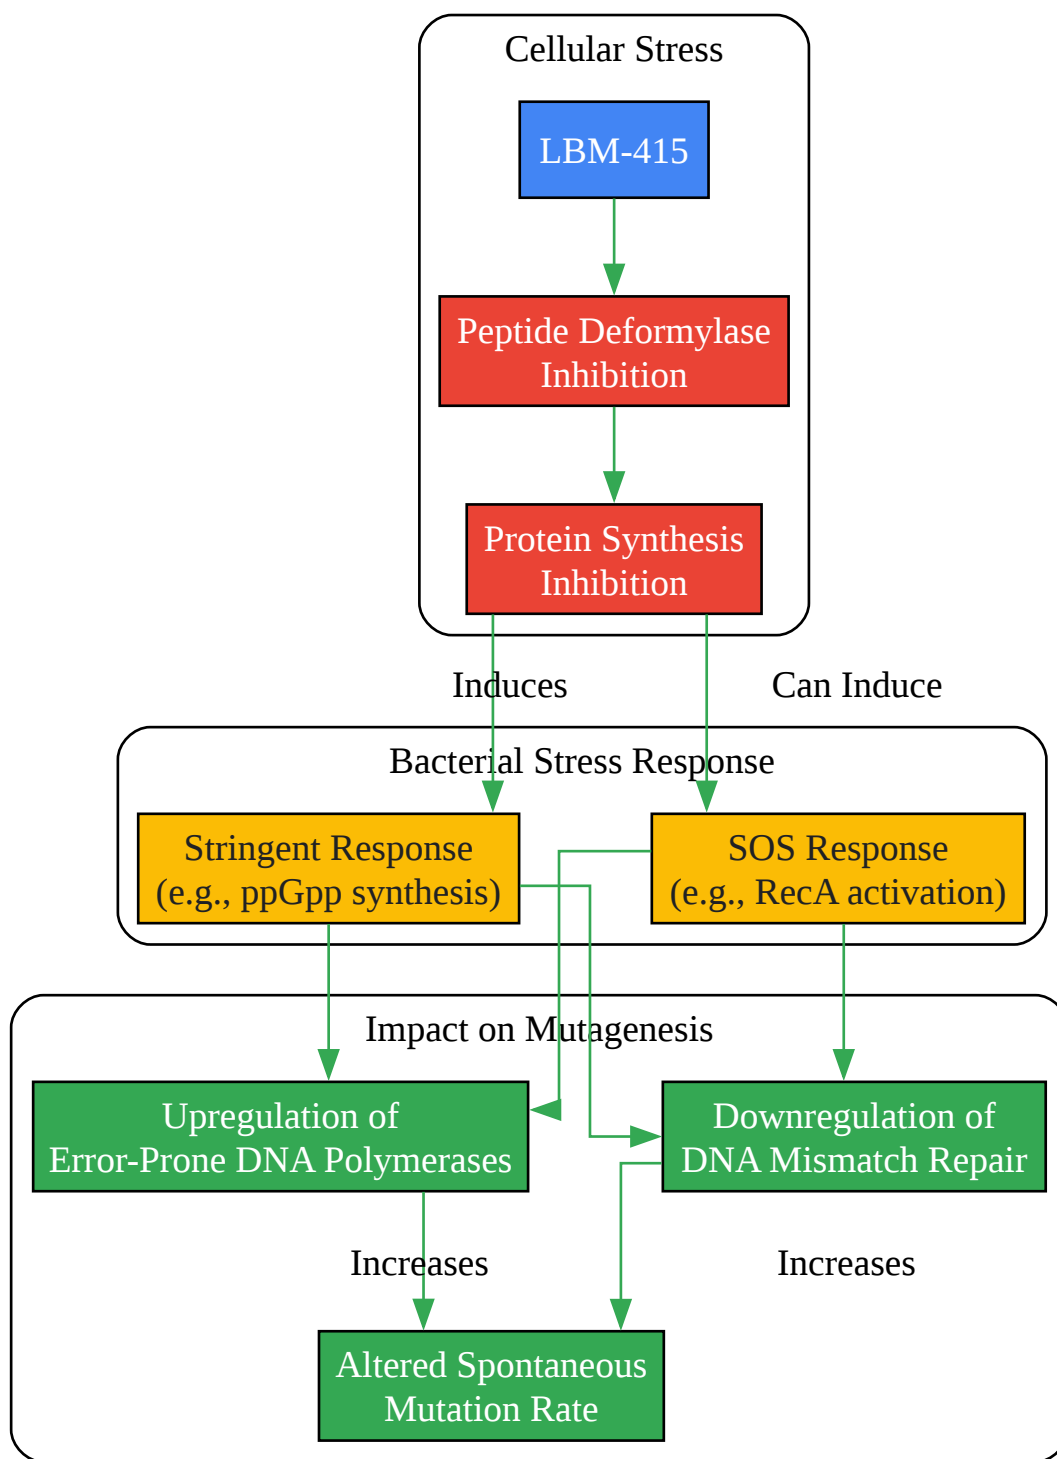 Cellular Stress
LBM-415
Peptide Deformylase
Inhibition
Protein Synthesis
Inhibition
Induces
Can Induce
Bacterial Stress Response
Stringent Response
(e.g., ppGpp synthesis)
SOS Response
(e.g., RecA activation)
Impact on Mutagenesis
Upregulation of
Error-Prone DNA Polymerases
Downregulation of
DNA Mismatch Repair
Increases
Increases
Altered Spontaneous
Mutation Rate